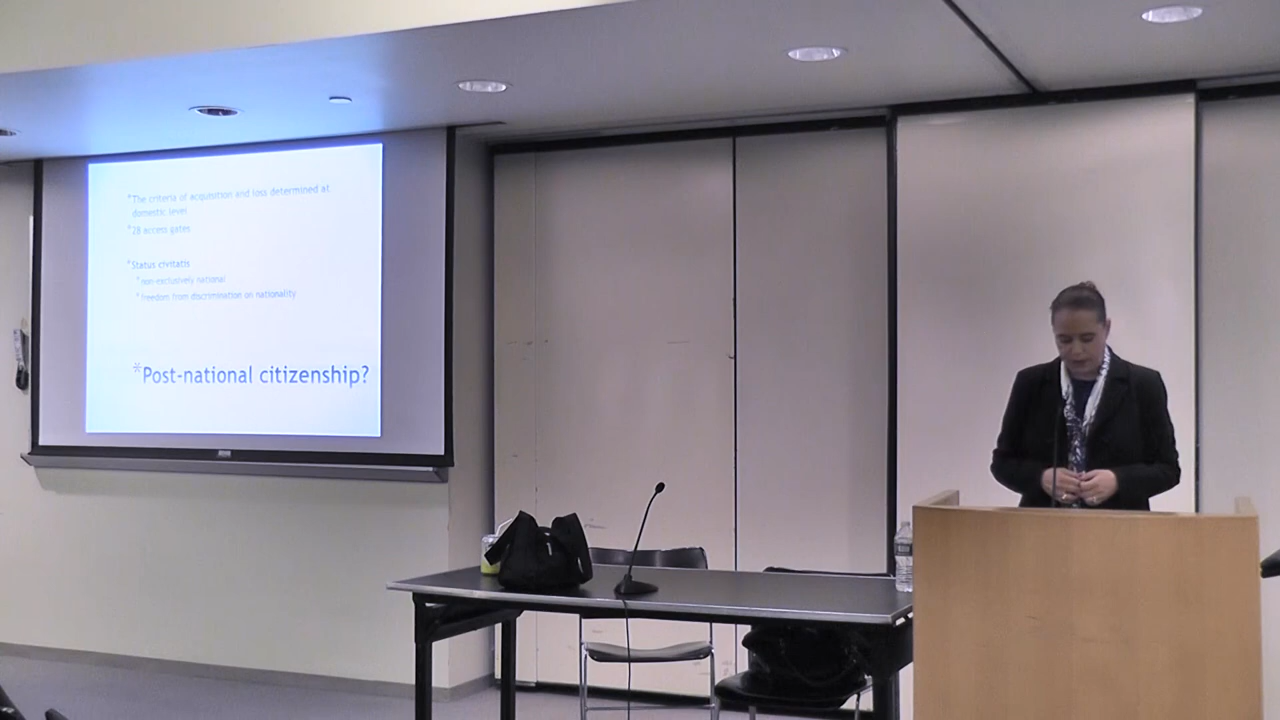 *The criteria of acquisition and loss determined at
domestic level
*28 access gates
*Status civitatis
*non-exclusively national
*freedom from discrimination on nationality
*Post-national citizenship?